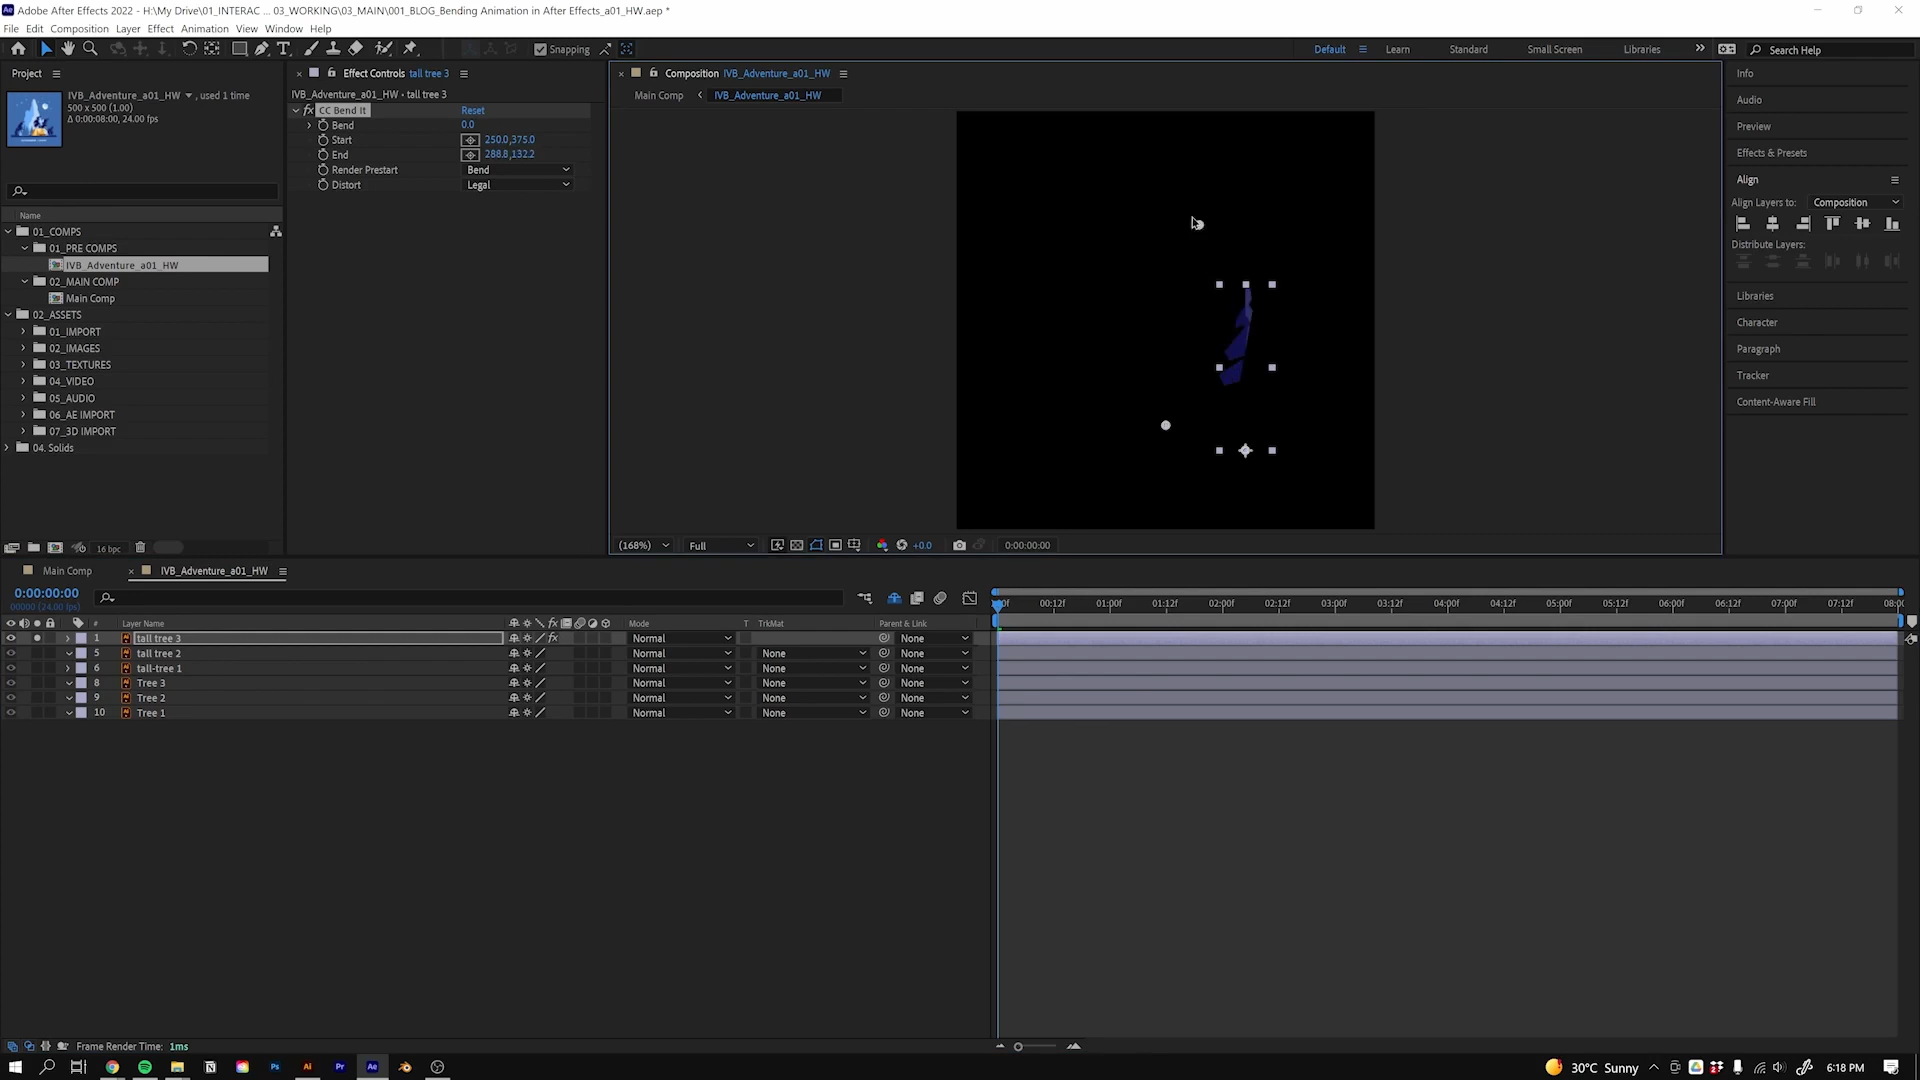 Adobe After Effects 2022 - H:\My Drive\01_INTERAC ... 03_WORKING\03_MAIN\001_BLOG_Bending Animation in After Effects_a01_HW.aep *
File Edit Composition Layer Effect Animation View Window Help
Snapping
Default Learn Standard Small Screen Libraries Search Help
Project
Effect Controls tall tree 3
Composition IVB_Adventure_a01_HW
Info
IVB_Adventure_a01_HW , used 1 time
500 x 500 (1.00)
Δ 0:00:08:00, 24.00 fps
IVB_Adventure_a01_HW • tall tree 3
Main Comp IVB_Adventure_a01_HW
fx CC Bend It Reset
Bend 0.0
Start 250.0,375.0
End 288.8,132.2
Render Prestart Bend
Distort Legal
Audio
Preview
Effects & Presets
Align
Align Layers to: Composition
Distribute Layers:
Libraries
Character
Paragraph
Tracker
Content-Aware Fill
Name
01_COMPS
01_PRE COMPS
IVB_Adventure_a01_HW
02_MAIN COMP
Main Comp
02_ASSETS
01_IMPORT
02_IMAGES
03_TEXTURES
04_VIDEO
05_AUDIO
06_AE IMPORT
07_3D IMPORT
04. Solids
16 bpc
(168%) Full +0.0 0:00:00:00
Main Comp IVB_Adventure_a01_HW
0:00:00:00
00000 (24.00 fps)
00:12f 01:00f 01:12f 02:00f 02:12f 03:00f 03:12f 04:00f 04:12f 05:00f 05:12f 06:00f 06:12f 07:00f 07:12f
# Layer Name fx Mode T TrkMat Parent & Link
1 tall tree 3 fx Normal None
5 tall tree 2 Normal None None
6 tall-tree 1 Normal None None
8 Tree 3 Normal None None
9 Tree 2 Normal None None
10 Tree 1 Normal None None
Frame Render Time: 1ms
Ps Ai Pr Ae
30°C Sunny 6:18 PM